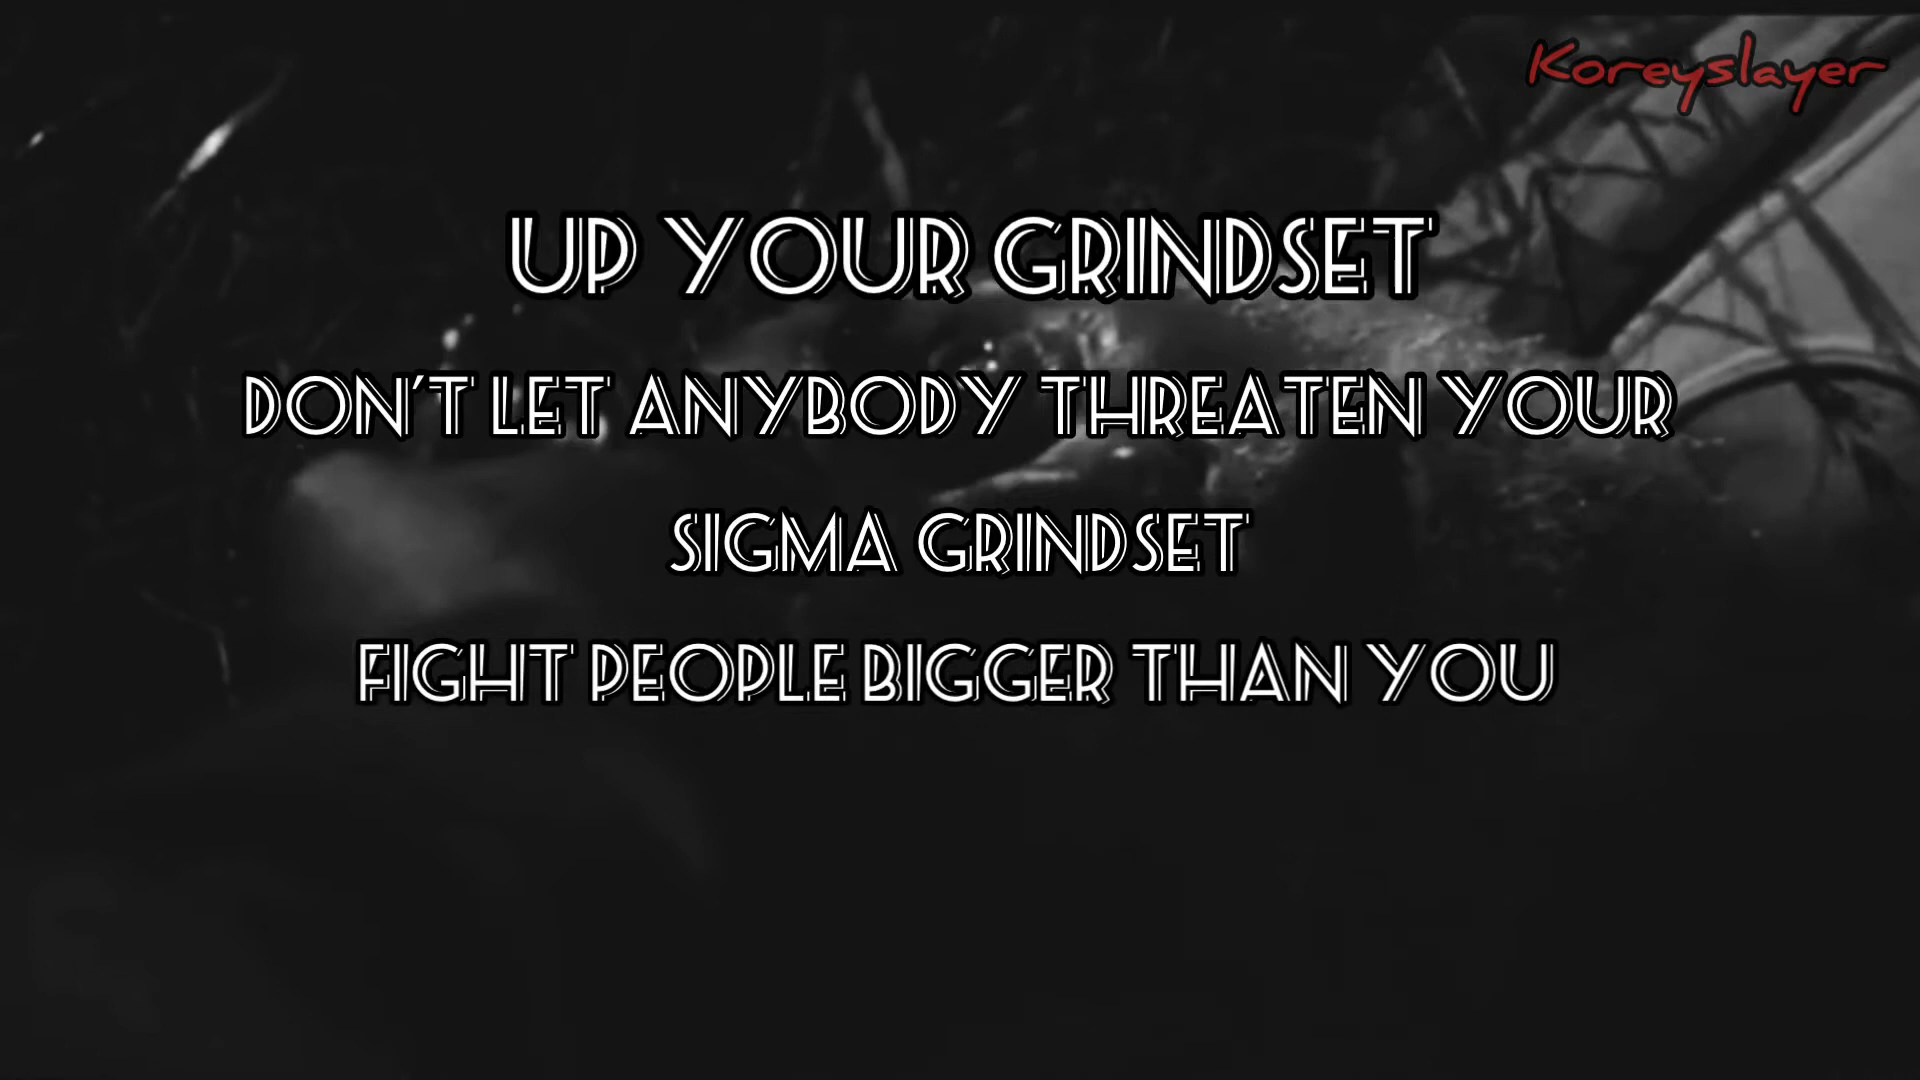 Koreyslayer
UP YOUR GRINDSET
DON'T LET ANYBODY THREATEN YOUR
SIGMA GRINDSET
FIGHT PEOPLE BIGGER THAN YOU